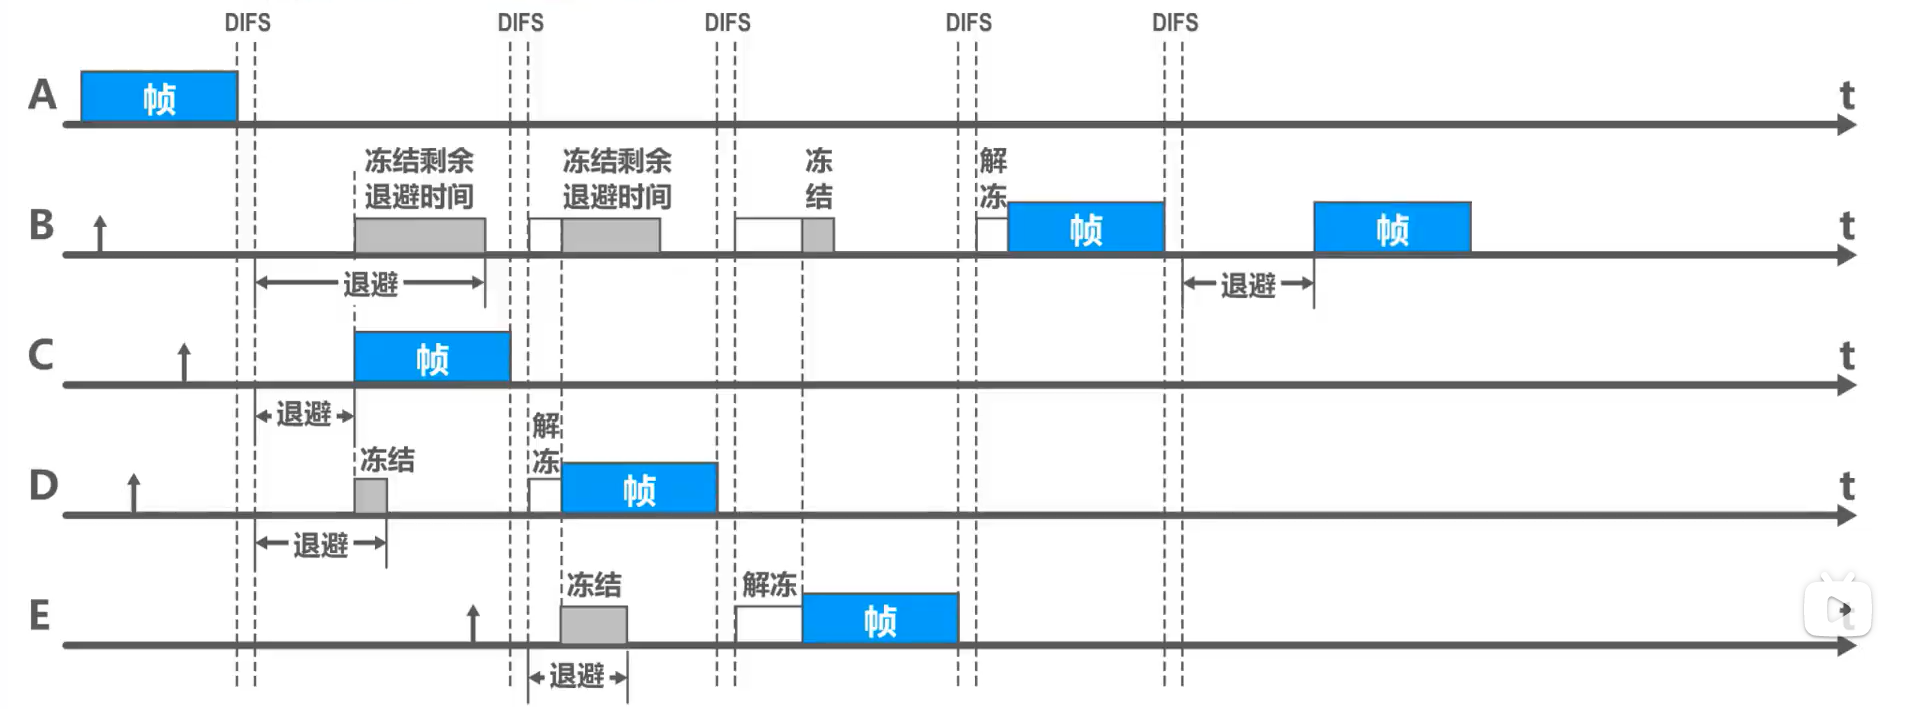 DIFS DIFS DIFS DIFS DIFS
A 帧 t
冻结剩余 冻结剩余 冻 解
退避时间 退避时间 结 冻
B 帧 帧 t
退避 退避
C 帧 t
退避 解
冻结 冻
D 帧 t
退避
冻结 解冻
E 帧 t
退避